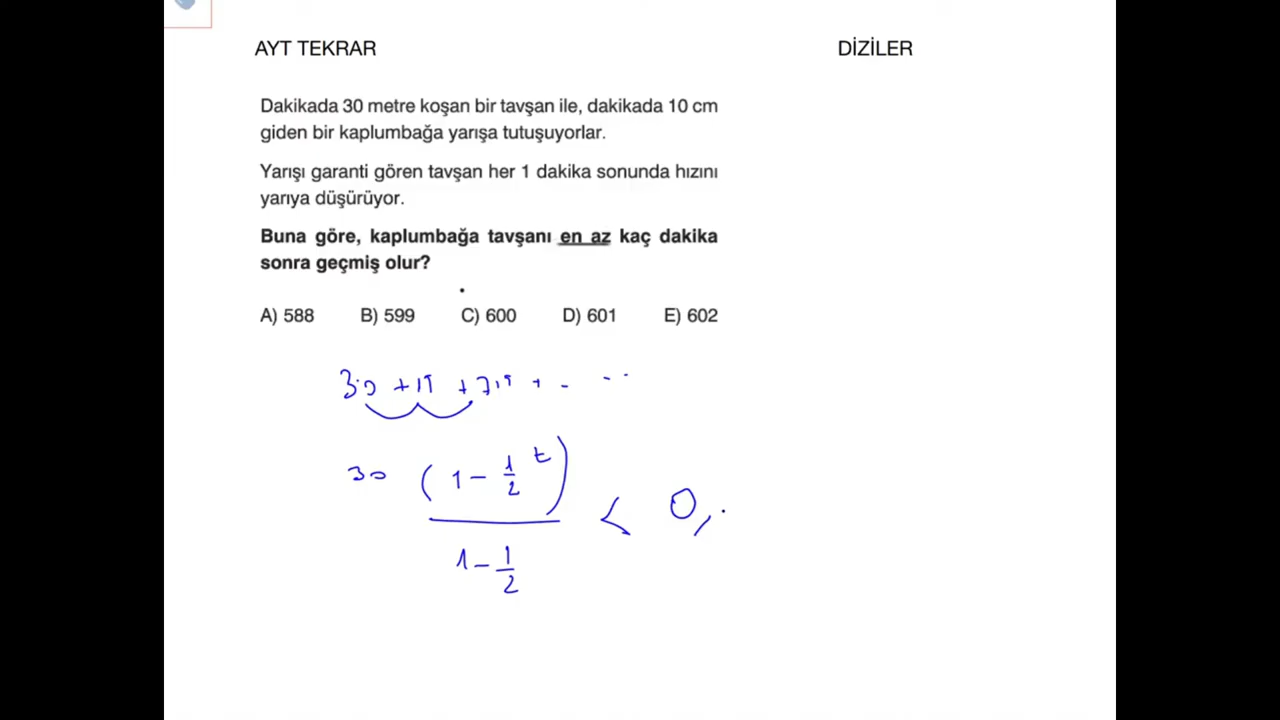 AYT TEKRAR DİZİLER
Dakikada 30 metre koşan bir tavşan ile, dakikada 10 cm
giden bir kaplumbağa yarışa tutuşuyorlar.
Yarışı garanti gören tavşan her 1 dakika sonunda hızını
yarıya düşürüyor.
Buna göre, kaplumbağa tavşanı en az kaç dakika
sonra geçmiş olur?
A) 588 B) 599 C) 600 D) 601 E) 602
30 + 15 + 7,5 + - - -
30 ( 1 - 1/2 ^t ) / 1 - 1/2 < 0,